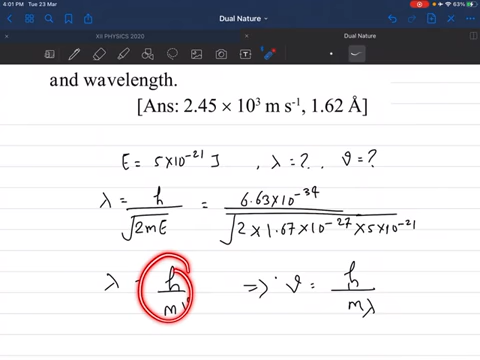 4:01 PM Tue 23 Mar
63%
Dual Nature
XII PHYSICS 2020
Dual Nature
and wavelength.
[Ans: 2.45 × 10³ m s⁻¹, 1.62 Å]
E = 5×10⁻²¹ J , λ = ? , ϑ = ?
λ = h / √2mE = 6.63×10⁻³⁴ / √2 × 1.67×10⁻²⁷ × 5×10⁻²¹
λ = h / mϑ => ϑ = h / mλ